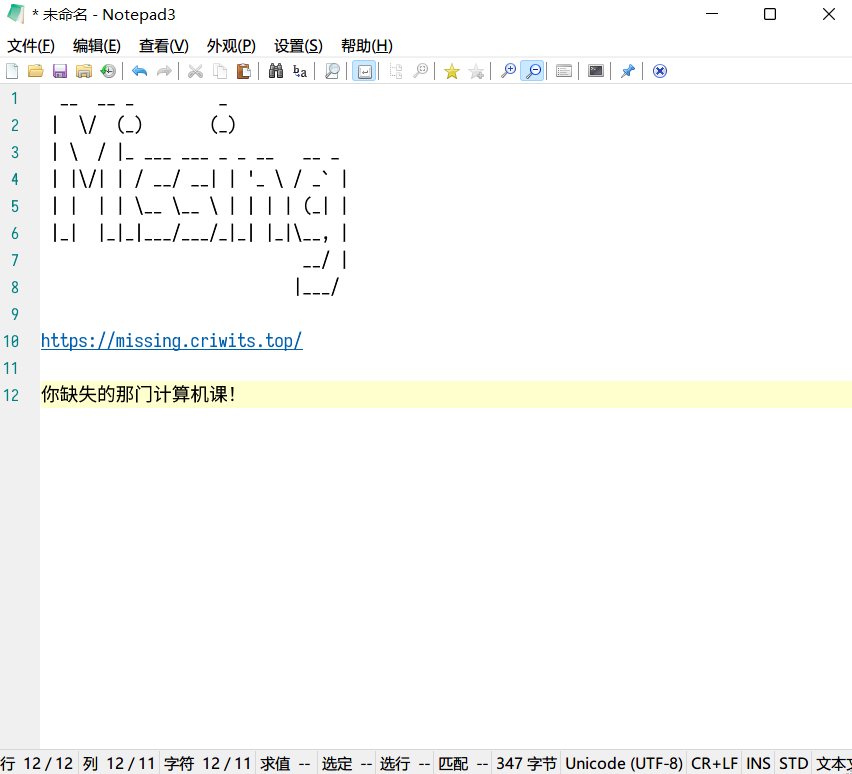 * 未命名 - Notepad3
文件(F) 编辑(E) 查看(V) 外观(P) 设置(S) 帮助(H)
1   __  __ _         _
2  |  \/  (_)       (_)
3  | \  / |_ ___ ___ _ _ __   __ _
4  | |\/| | / __/ __| | '_ \ / _` |
5  | |  | | \__ \__ \ | | | | (_| |
6  |_|  |_|_|___/___/_|_| |_|\__, |
7                             __/ |
8                            |___/
9
10 https://missing.criwits.top/
11
12 你缺失的那门计算机课！
行 12 / 12 列 12 / 11 字符 12 / 11 求值 -- 选定 -- 选行 -- 匹配 -- 347 字节 Unicode (UTF-8) CR+LF INS STD 文本